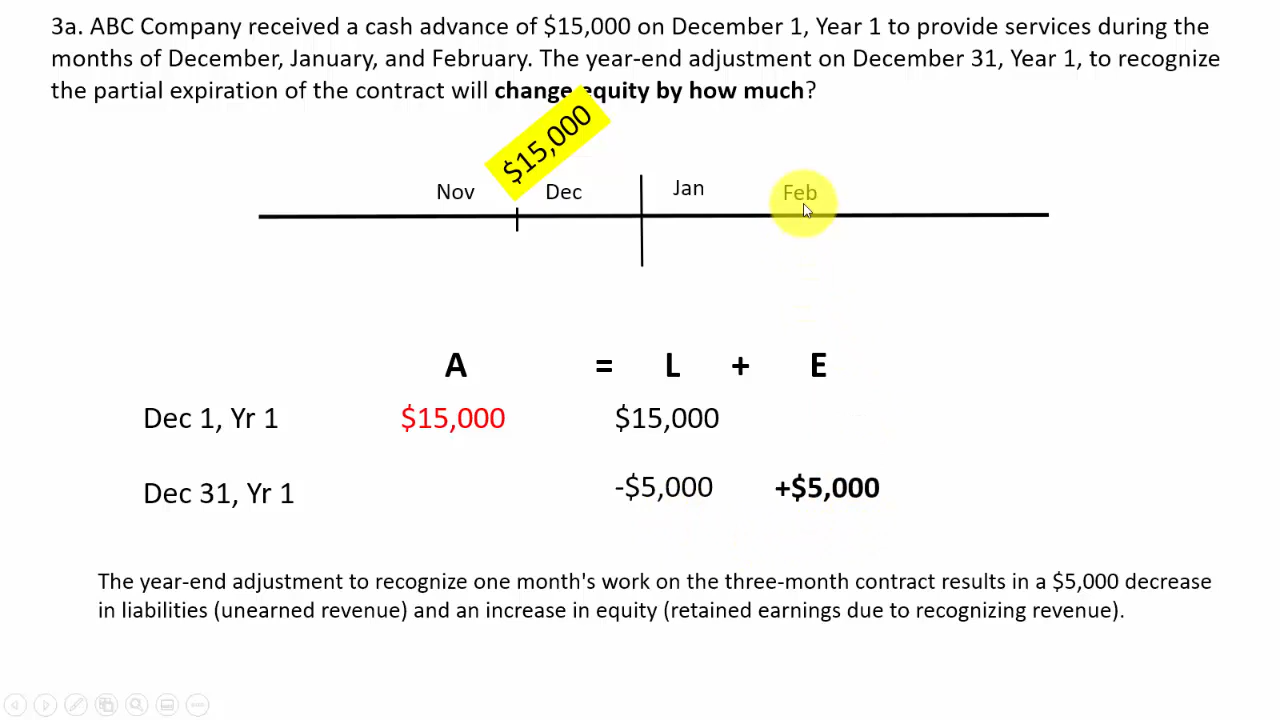 3a. ABC Company received a cash advance of $15,000 on December 1, Year 1 to provide services during the
months of December, January, and February. The year-end adjustment on December 31, Year 1, to recognize
the partial expiration of the contract will change equity by how much?
$15,000
Nov Dec Jan Feb
A = L + E
Dec 1, Yr 1 $15,000 $15,000
Dec 31, Yr 1 -$5,000 +$5,000
The year-end adjustment to recognize one month's work on the three-month contract results in a $5,000 decrease
in liabilities (unearned revenue) and an increase in equity (retained earnings due to recognizing revenue).